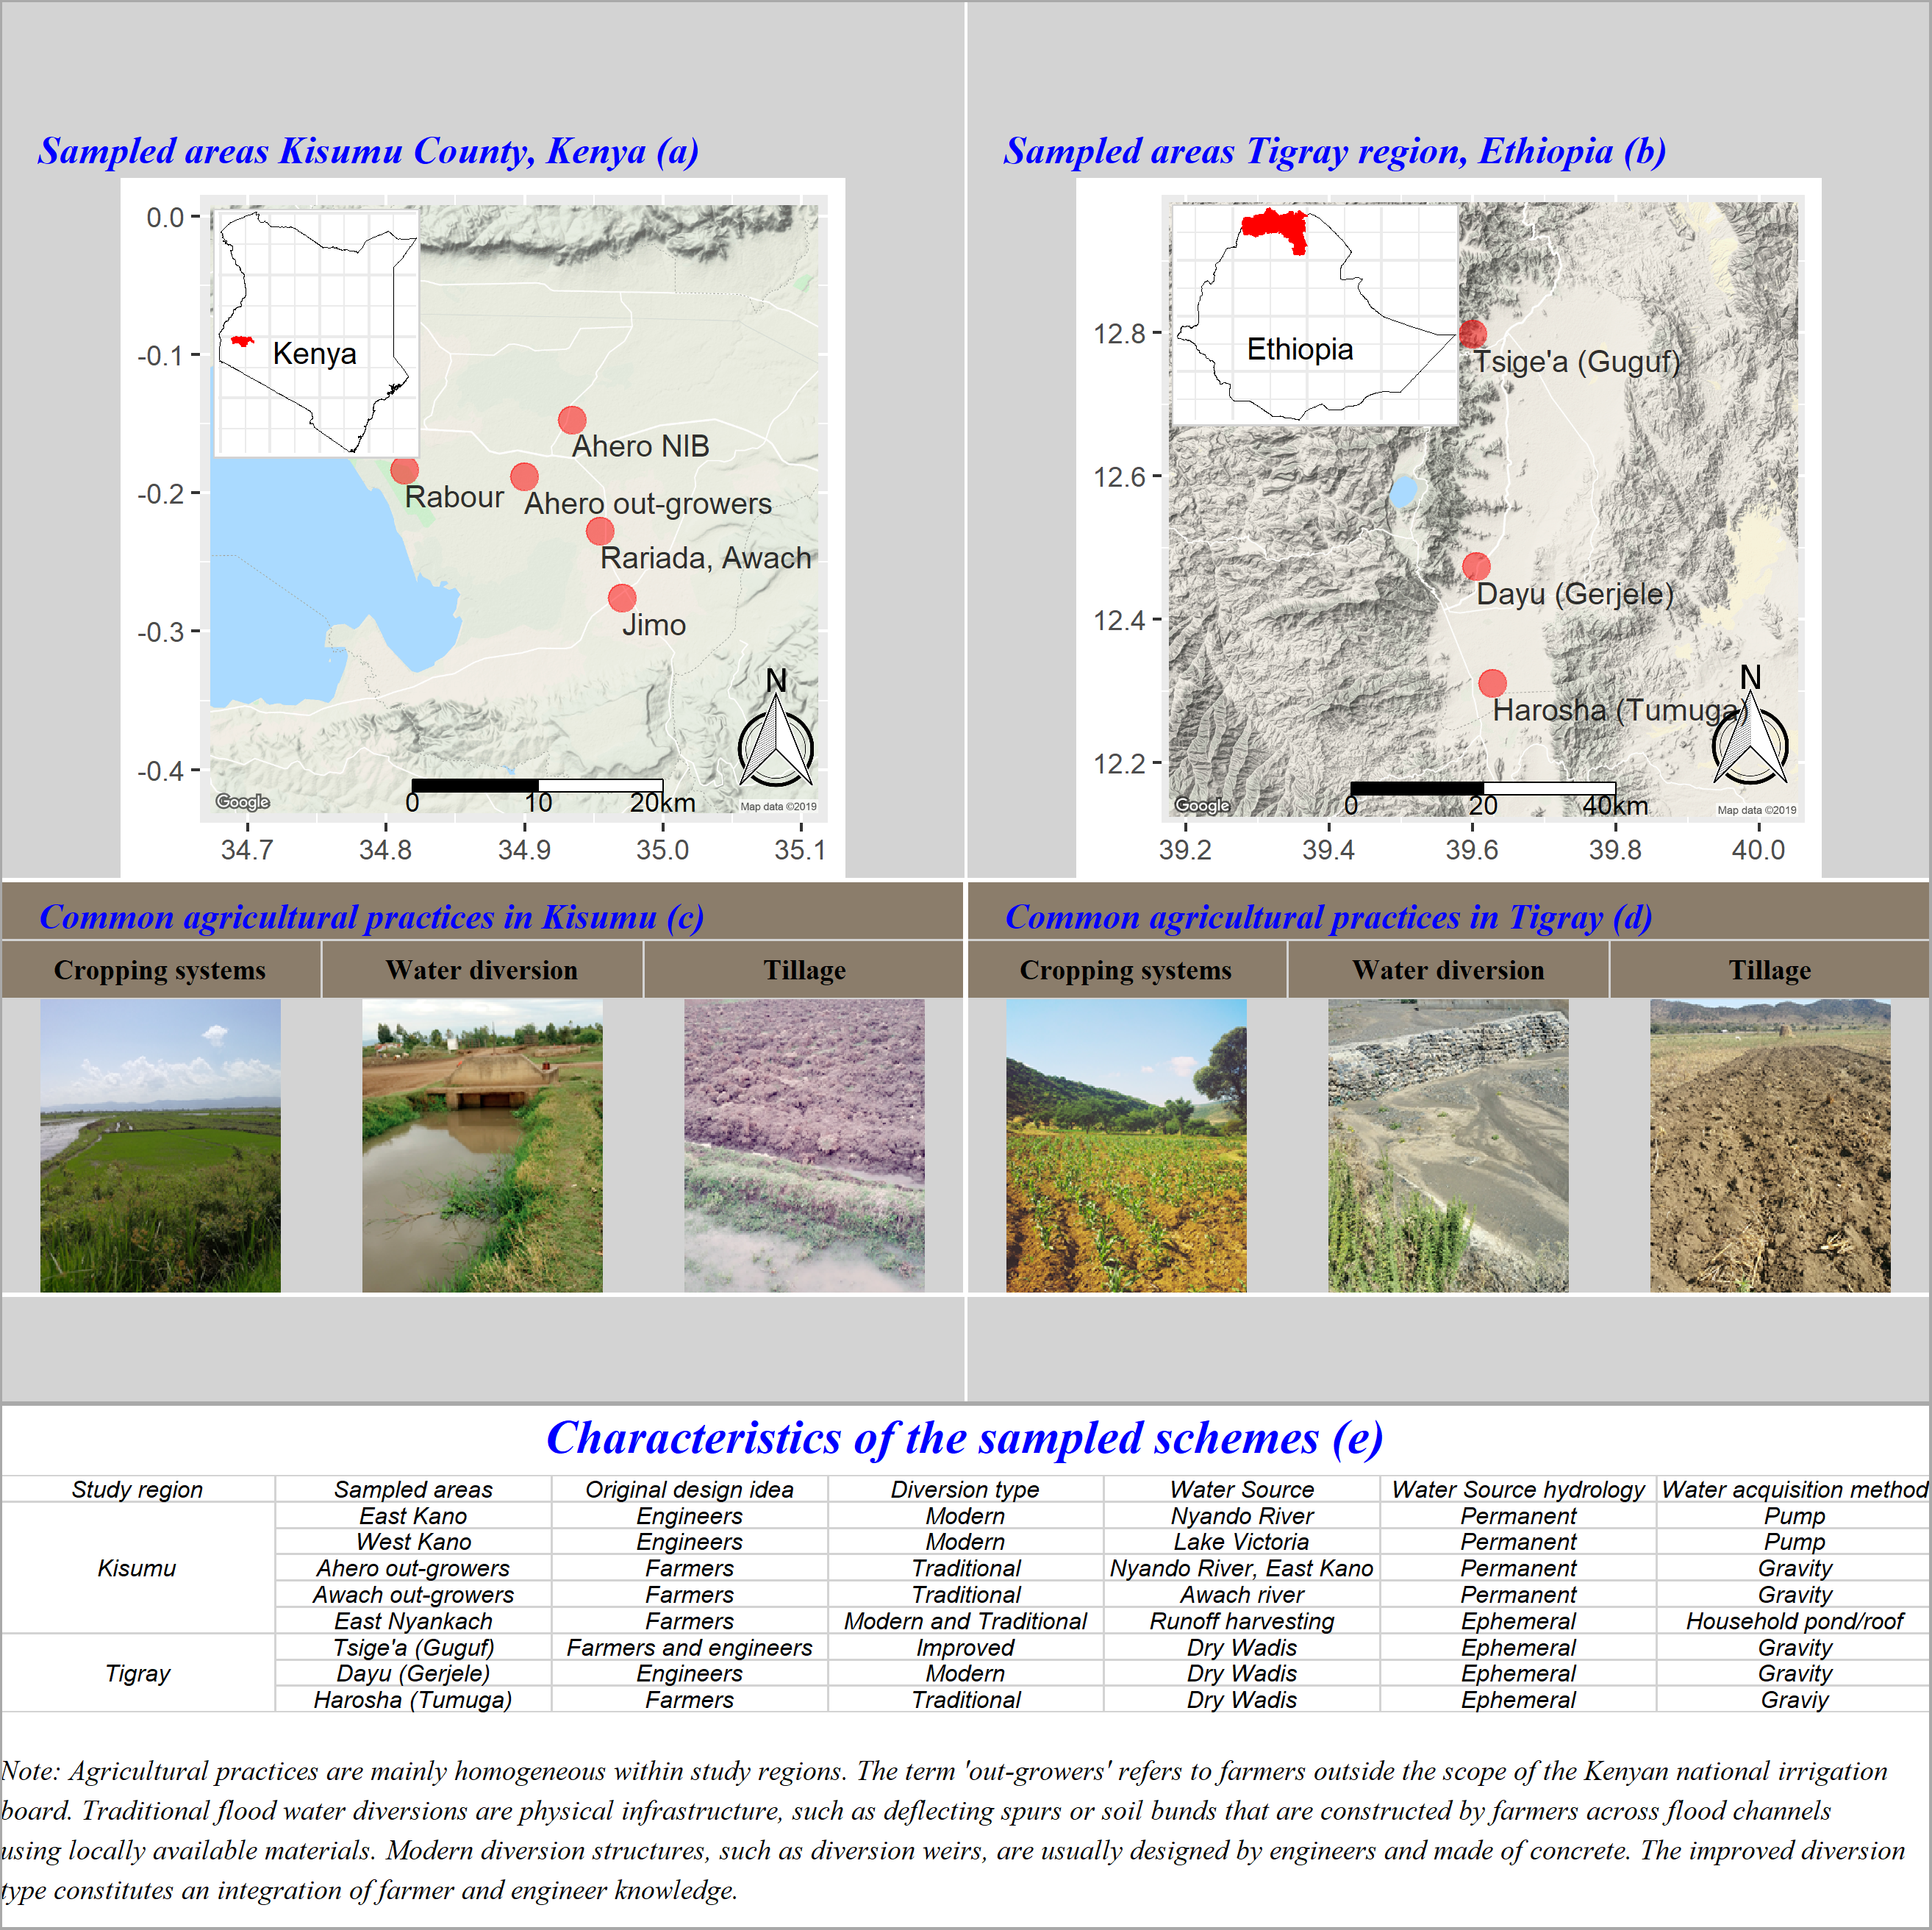 Sampled areas Kisumu County, Kenya (a)
0.0
-0.1
-0.2
-0.3
-0.4
Kenya
Ahero NIB
Rabour
Ahero out-growers
Rariada, Awach
Jimo
N
0 10 20km
Google
Map data ©2019
34.7 34.8 34.9 35.0 35.1
Sampled areas Tigray region, Ethiopia (b)
12.8
12.6
12.4
12.2
Ethiopia
Tsige'a (Guguf)
Dayu (Gerjele)
Harosha (Tumuga)
N
0 20 40km
Google
Map data ©2019
39.2 39.4 39.6 39.8 40.0
Common agricultural practices in Kisumu (c)
Cropping systems Water diversion Tillage
Common agricultural practices in Tigray (d)
Cropping systems Water diversion Tillage
Characteristics of the sampled schemes (e)
Study region Sampled areas Original design idea Diversion type Water Source Water Source hydrology Water acquisition method
Kisumu
East Kano Engineers Modern Nyando River Permanent Pump
West Kano Engineers Modern Lake Victoria Permanent Pump
Ahero out-growers Farmers Traditional Nyando River, East Kano Permanent Gravity
Awach out-growers Farmers Traditional Awach river Permanent Gravity
East Nyankach Farmers Modern and Traditional Runoff harvesting Ephemeral Household pond/roof
Tigray
Tsige'a (Guguf) Farmers and engineers Improved Dry Wadis Ephemeral Gravity
Dayu (Gerjele) Engineers Modern Dry Wadis Ephemeral Gravity
Harosha (Tumuga) Farmers Traditional Dry Wadis Ephemeral Graviy
Note: Agricultural practices are mainly homogeneous within study regions. The term 'out-growers' refers to farmers outside the scope of the Kenyan national irrigation
board. Traditional flood water diversions are physical infrastructure, such as deflecting spurs or soil bunds that are constructed by farmers across flood channels
using locally available materials. Modern diversion structures, such as diversion weirs, are usually designed by engineers and made of concrete. The improved diversion
type constitutes an integration of farmer and engineer knowledge.